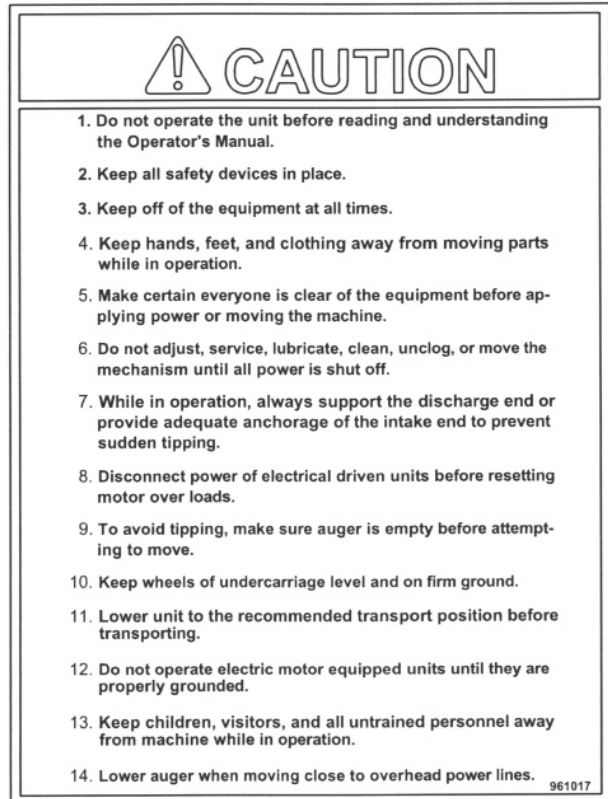 CAUTION
1. Do not operate the unit before reading and understanding
the Operator's Manual.
2. Keep all safety devices in place.
3. Keep off of the equipment at all times.
4. Keep hands, feet, and clothing away from moving parts
while in operation.
5. Make certain everyone is clear of the equipment before ap-
plying power or moving the machine.
6. Do not adjust, service, lubricate, clean, unclog, or move the
mechanism until all power is shut off.
7. While in operation, always support the discharge end or
provide adequate anchorage of the intake end to prevent
sudden tipping.
8. Disconnect power of electrical driven units before resetting
motor over loads.
9. To avoid tipping, make sure auger is empty before attempt-
ing to move.
10. Keep wheels of undercarriage level and on firm ground.
11. Lower unit to the recommended transport position before
transporting.
12. Do not operate electric motor equipped units until they are
properly grounded.
13. Keep children, visitors, and all untrained personnel away
from machine while in operation.
14. Lower auger when moving close to overhead power lines.
961017